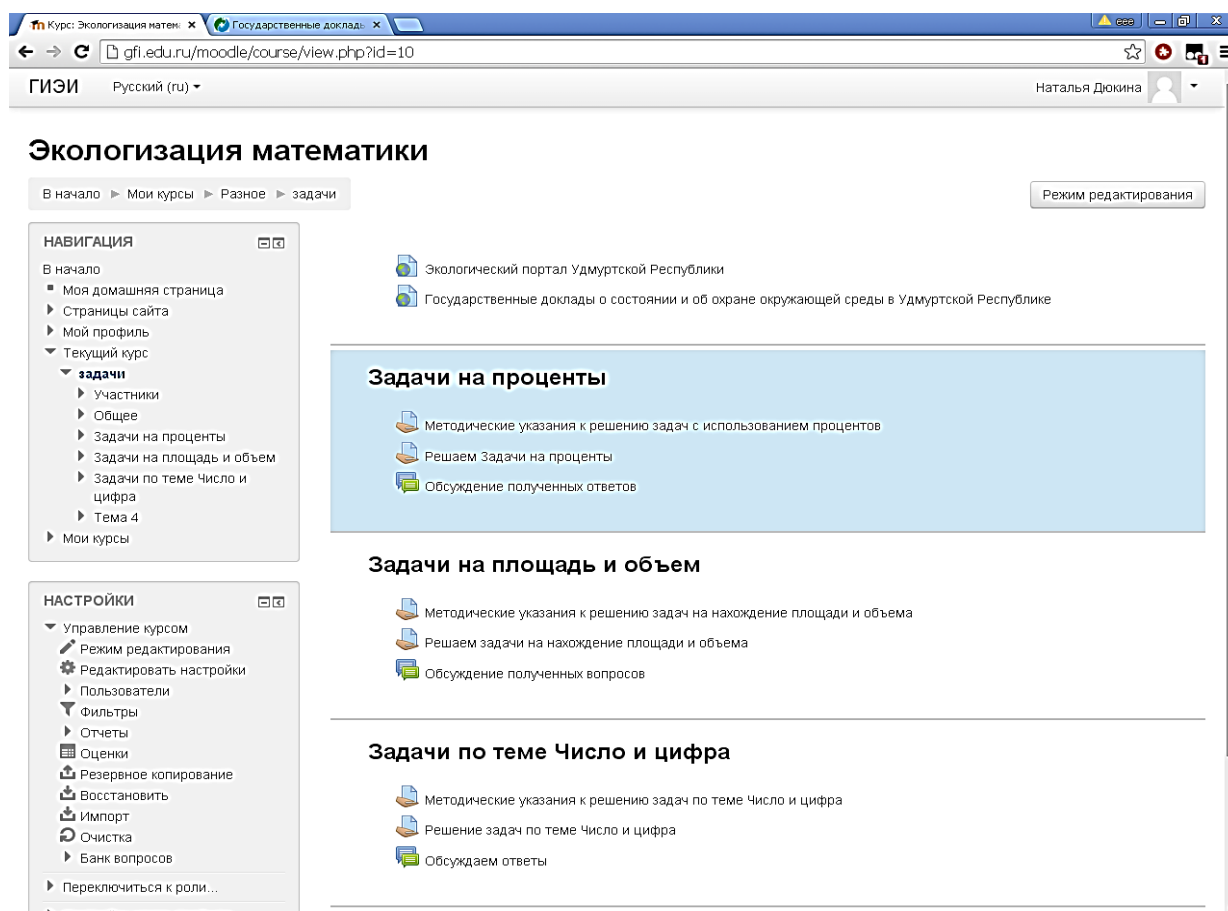 Курс: Экологизация матем
Государственные доклады
eee
gfi.edu.ru/moodle/course/view.php?id=10
ГИЭИ
Русский (ru)
Наталья Дюкина
Экологизация математики
В начало ► Мои курсы ► Разное ► задачи
Режим редактирования
НАВИГАЦИЯ
В начало
Моя домашняя страница
Страницы сайта
Мой профиль
Текущий курс
задачи
Участники
Общее
Задачи на проценты
Задачи на площадь и объем
Задачи по теме Число и
цифра
Тема 4
Мои курсы
НАСТРОЙКИ
Управление курсом
Режим редактирования
Редактировать настройки
Пользователи
Фильтры
Отчеты
Оценки
Резервное копирование
Восстановить
Импорт
Очистка
Банк вопросов
Переключиться к роли...
Экологический портал Удмуртской Республики
Государственные доклады о состоянии и об охране окружающей среды в Удмуртской Республике
Задачи на проценты
Методические указания к решению задач с использованием процентов
Решаем Задачи на проценты
Обсуждение полученных ответов
Задачи на площадь и объем
Методические указания к решению задач на нахождение площади и объема
Решаем задачи на нахождение площади и объема
Обсуждение полученных вопросов
Задачи по теме Число и цифра
Методические указания к решению задач по теме Число и цифра
Решение задач по теме Число и цифра
Обсуждаем ответы